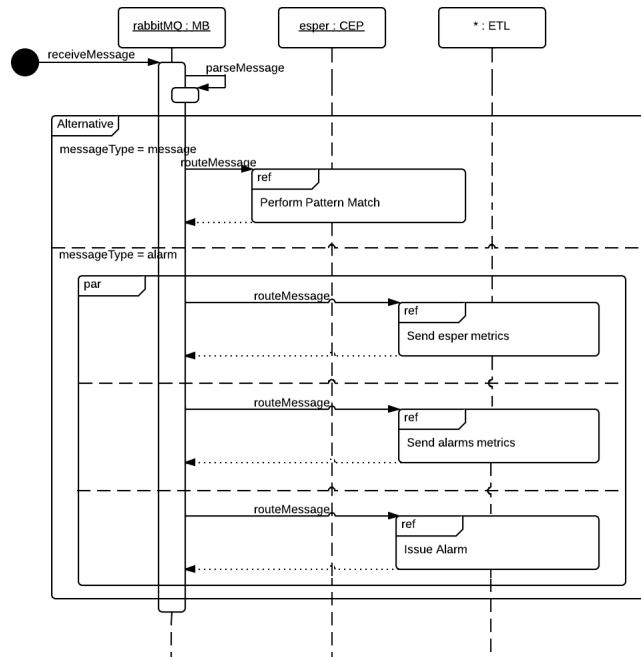 rabbitMQ : MB
esper : CEP
* : ETL
receiveMessage
parseMessage
Alternative
messageType = message
routeMessage
ref
Perform Pattern Match
messageType = alarm
par
routeMessage
ref
Send esper metrics
routeMessage
ref
Send alarms metrics
routeMessage
ref
Issue Alarm